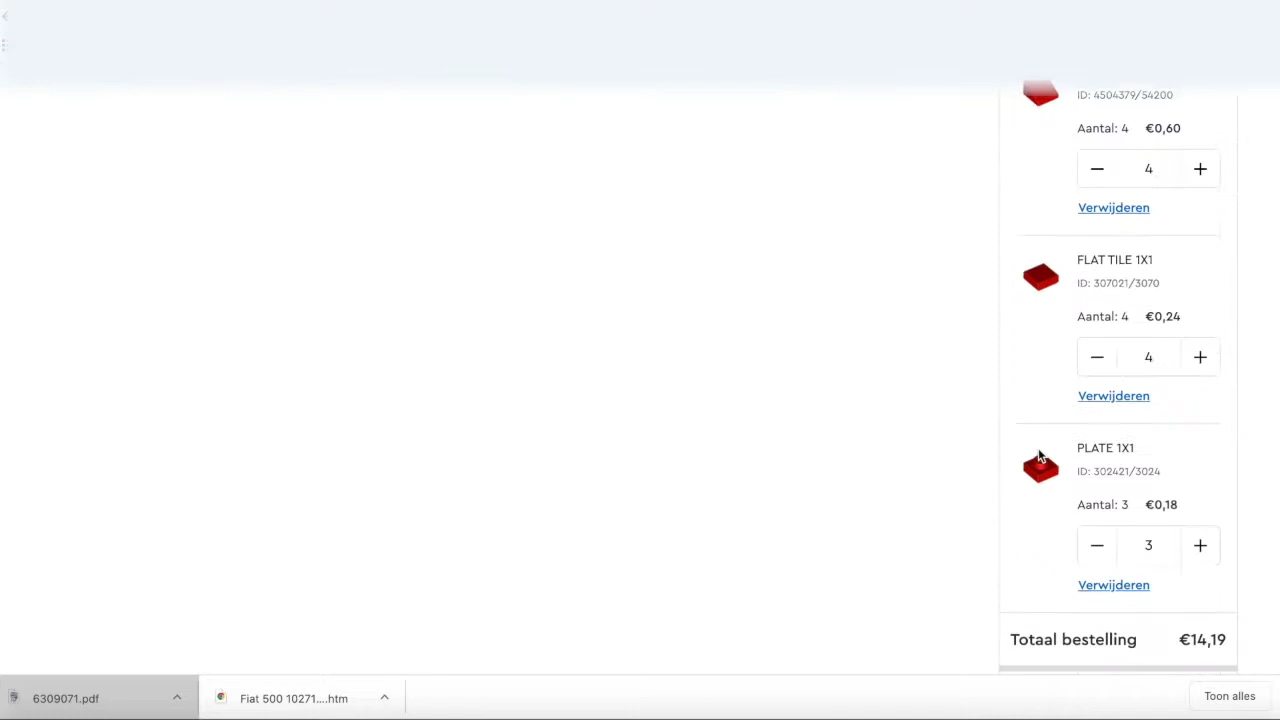 ID: 4504379/54200
Aantal: 4 €0,60
4
Verwijderen
FLAT TILE 1X1
ID: 307021/3070
Aantal: 4 €0,24
4
Verwijderen
PLATE 1X1
ID: 302421/3024
Aantal: 3 €0,18
3
Verwijderen
Totaal bestelling €14,19
6309071.pdf
Fiat 500 10271....htm
Toon alles